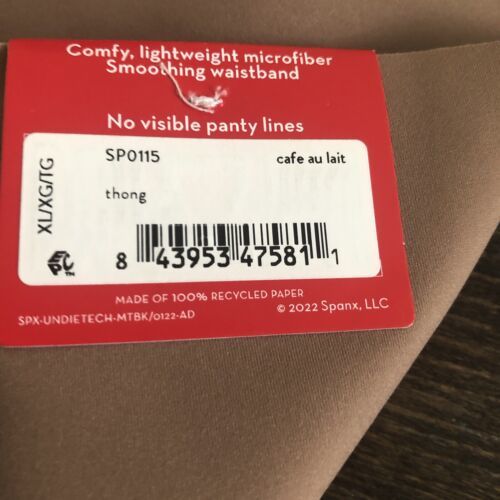 Comfy, lightweight microfiber
Smoothing waistband
No visible panty lines
XL/XG/TG
SP0115 cafe au lait
thong
EPC™
8 43953 47581 1
MADE OF 100% RECYCLED PAPER
SPX-UNDIETECH-MTBK/0122-AD
© 2022 Spanx, LLC